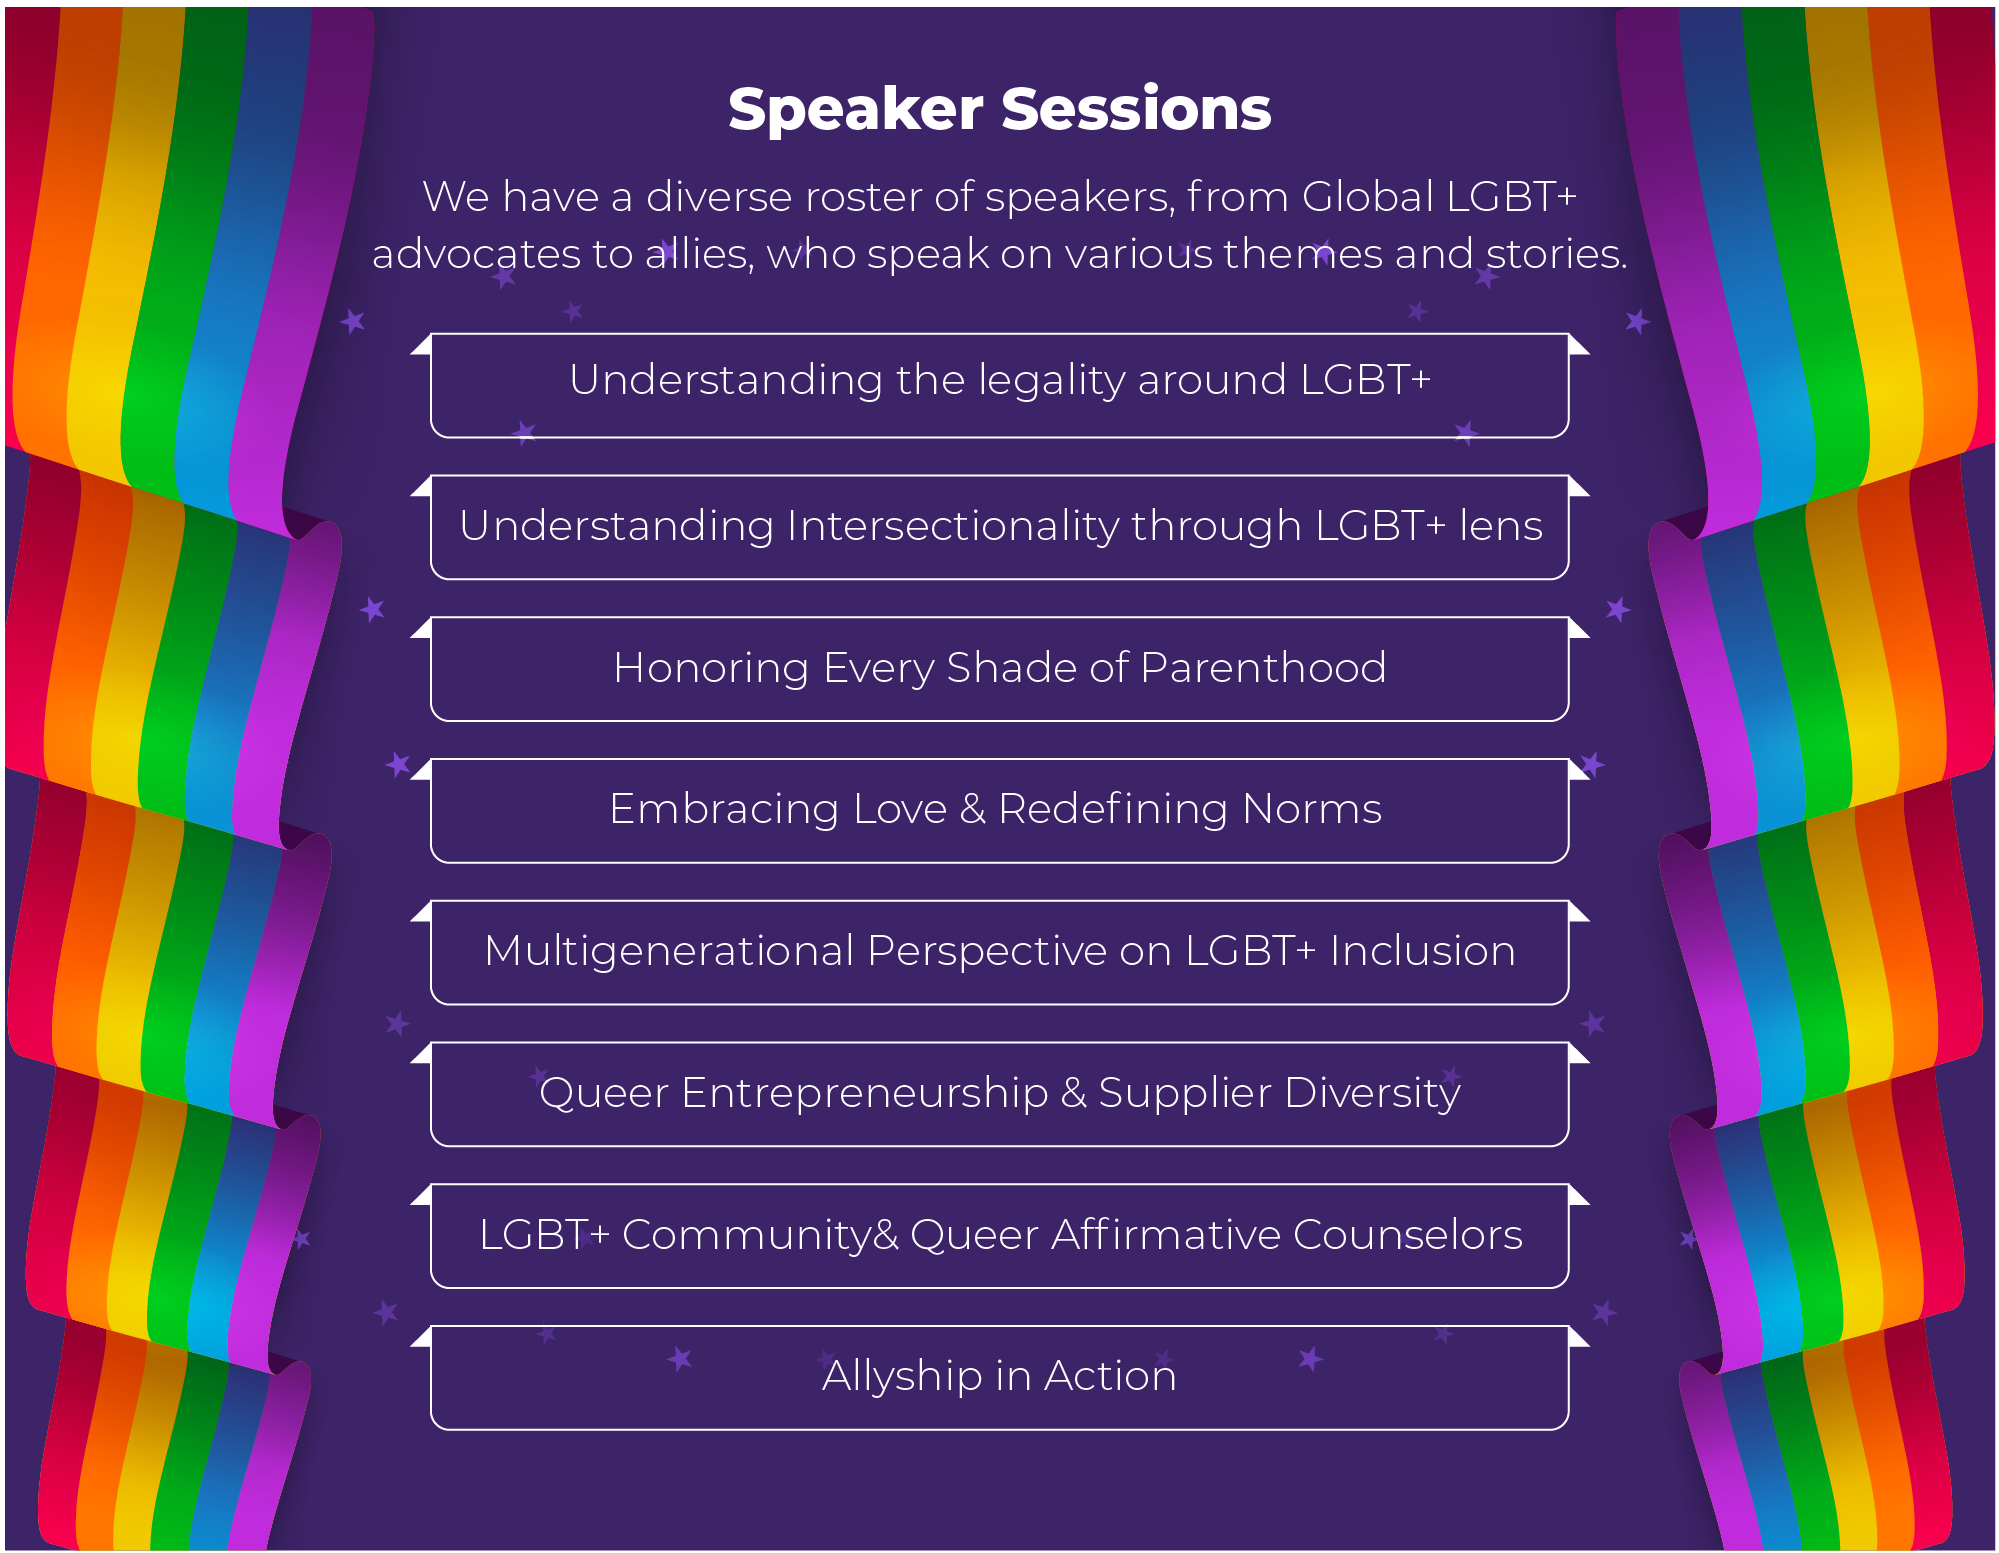 Speaker Sessions
We have a diverse roster of speakers, from Global LGBT+
advocates to allies, who speak on various themes and stories.
Understanding the legality around LGBT+
Understanding Intersectionality through LGBT+ lens
Honoring Every Shade of Parenthood
Embracing Love & Redefining Norms
Multigenerational Perspective on LGBT+ Inclusion
Queer Entrepreneurship & Supplier Diversity
LGBT+ Community& Queer Affirmative Counselors
Allyship in Action